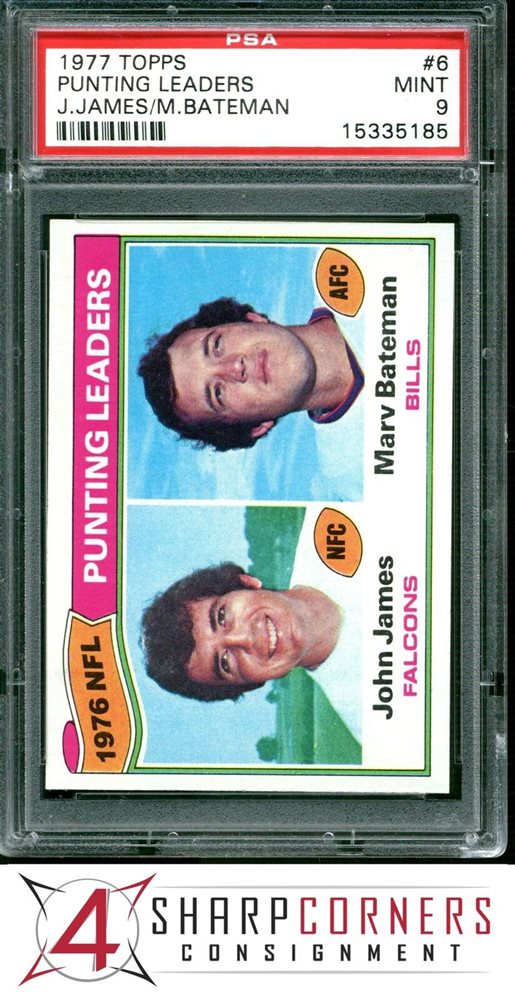 PSA
1977 TOPPS #6
PUNTING LEADERS MINT
J.JAMES/M.BATEMAN 9
15335185
1976 NFL PUNTING LEADERS
NFC
John James
FALCONS
AFC
Marv Bateman
BILLS
4 SHARPCORNERS
CONSIGNMENT